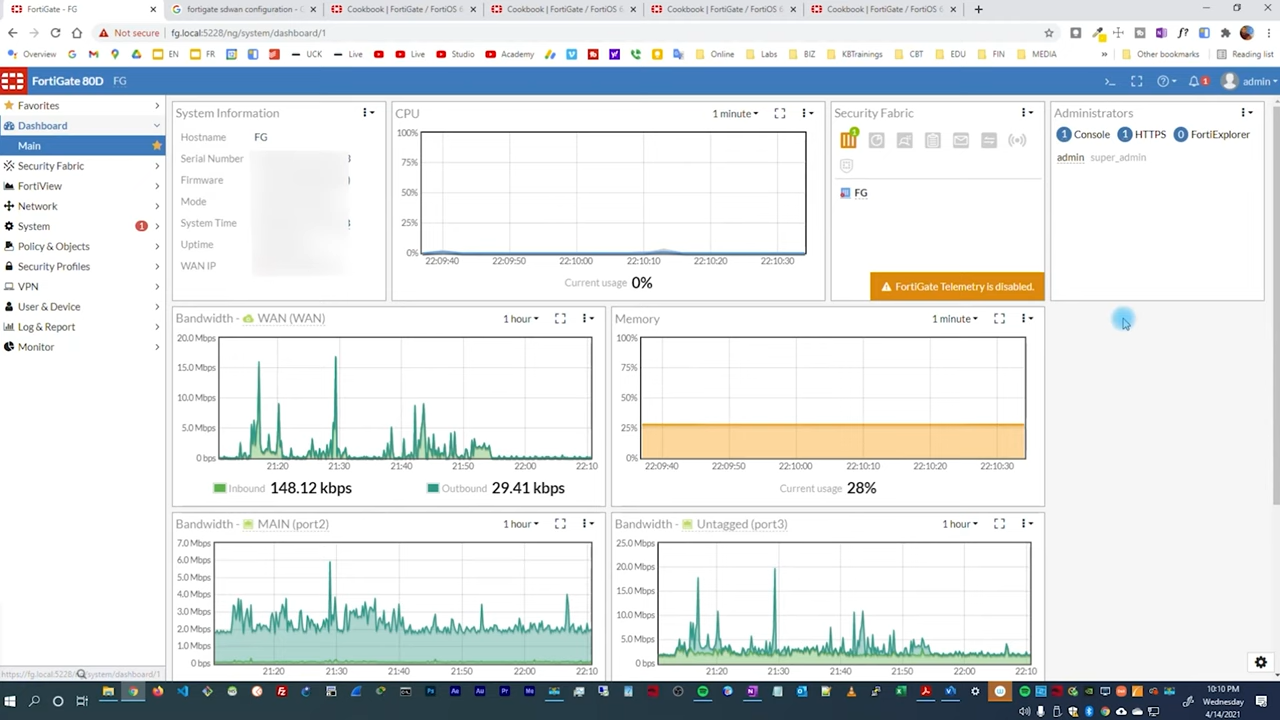 FortiGate - FG
fortigate sdwan configuration - G
Cookbook | FortiGate / FortiOS 6
Cookbook | FortiGate / FortiOS 6
Cookbook | FortiGate / FortiOS 6
Cookbook | FortiGate / FortiOS 6
Not secure fg.local:5228/ng/system/dashboard/1
Overview EN FR UCK Live Live Studio Academy Online Labs BIZ KBTrainings CBT EDU FIN MEDIA » Other bookmarks Reading list
FortiGate 80D FG
>_ 1 admin
Favorites
Dashboard
Main
Security Fabric
FortiView
Network
System 1
Policy & Objects
Security Profiles
VPN
User & Device
Log & Report
Monitor
System Information
Hostname FG
Serial Number
Firmware
Mode
System Time
Uptime
WAN IP
CPU 1 minute
100%
75%
50%
25%
0%
22:09:40 22:09:50 22:10:00 22:10:10 22:10:20 22:10:30
Current usage 0%
Security Fabric
1
FG
FortiGate Telemetry is disabled.
Administrators
1 Console 1 HTTPS 0 FortiExplorer
admin super_admin
Bandwidth - WAN (WAN) 1 hour
20.0 Mbps
15.0 Mbps
10.0 Mbps
5.0 Mbps
0 bps
21:20 21:30 21:40 21:50 22:00 22:10
Inbound 148.12 kbps Outbound 29.41 kbps
Memory 1 minute
100%
75%
50%
25%
0%
22:09:40 22:09:50 22:10:00 22:10:10 22:10:20 22:10:30
Current usage 28%
Bandwidth - MAIN (port2) 1 hour
7.0 Mbps
6.0 Mbps
5.0 Mbps
4.0 Mbps
3.0 Mbps
2.0 Mbps
1.0 Mbps
0 bps
21:20 21:30 21:40 21:50 22:00 22:10
Bandwidth - Untagged (port3) 1 hour
25.0 Mbps
20.0 Mbps
15.0 Mbps
10.0 Mbps
5.0 Mbps
0 bps
21:20 21:30 21:40 21:50 22:00 22:10
https://fg.local:5228/ng/system/dashboard/1
10:10 PM
Wednesday
4/14/2021